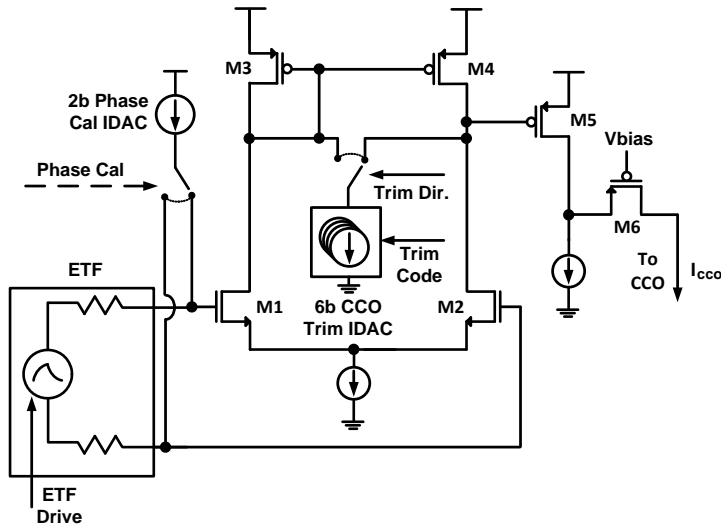 M3
M4
2b Phase
Cal IDAC
M5
Vbias
Phase Cal
Trim Dir.
M6
Trim
Code
To
CCO
I_CCO
ETF
M1
6b CCO
Trim IDAC
M2
ETF
Drive